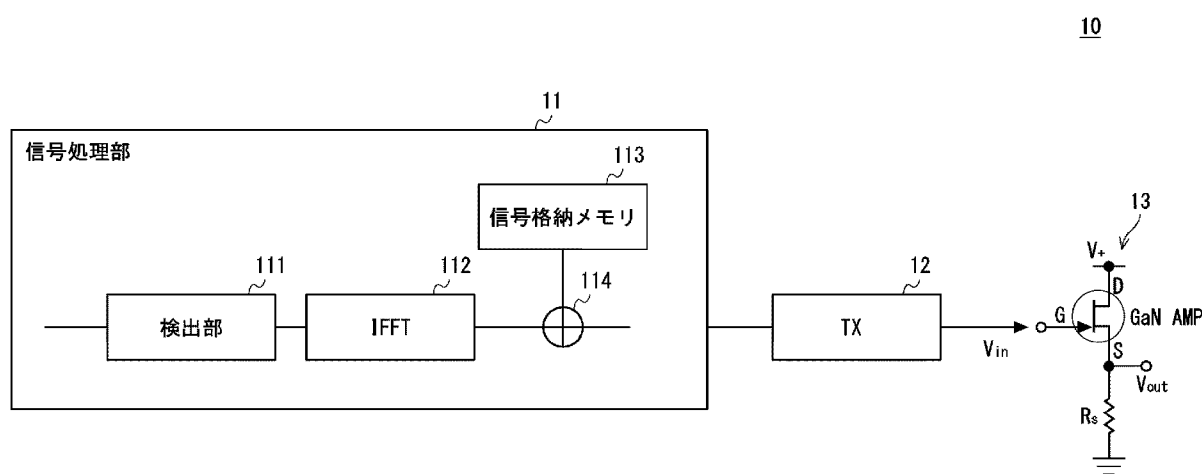 10
11
信号処理部
113
信号格納メモリ
111
検出部
112
IFFT
114
12
TX
Vin
13
V+
D
G
GaN AMP
S
Vout
Rs